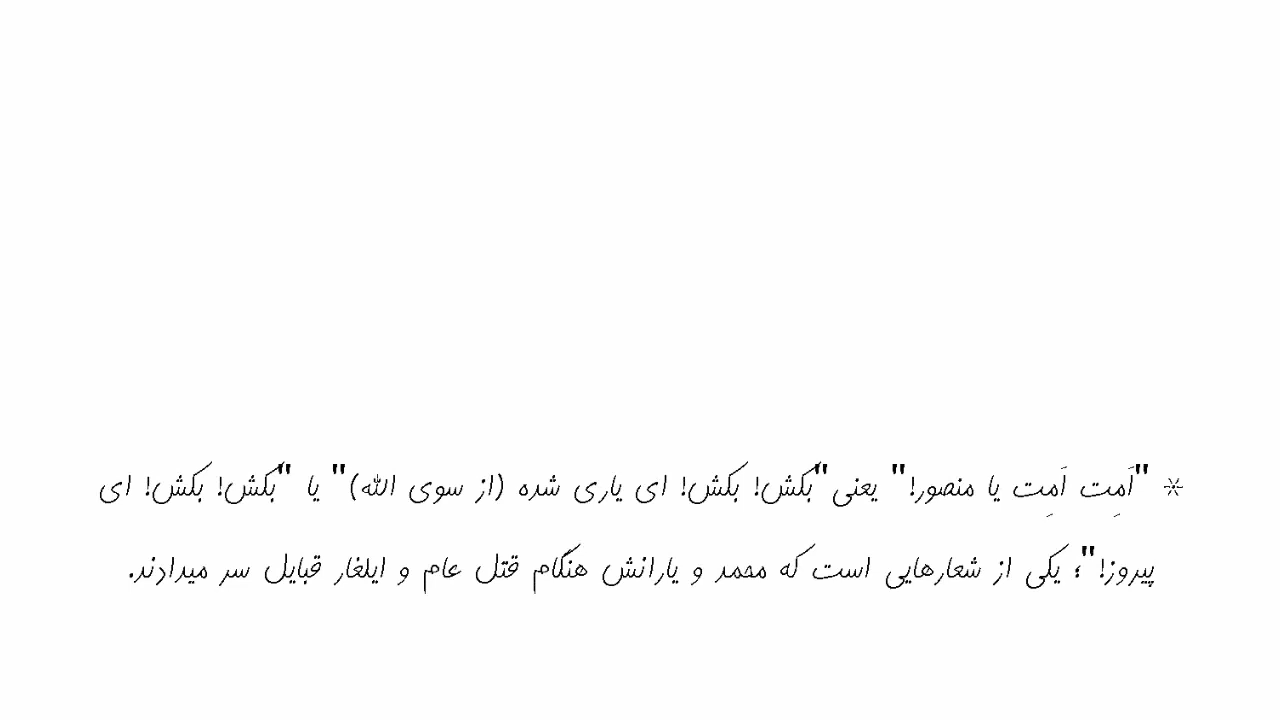 * "اَمِت اَمِت یا منصور!" یعنی"بکش! بکش! ای یاری شده (از سوی الله)" یا "بکش! بکش! ای
پیروز!"؛ یکی از شعارهایی است که محمد و یارانش هنگام قتل عام و ایلغار قبایل سر میدادند.